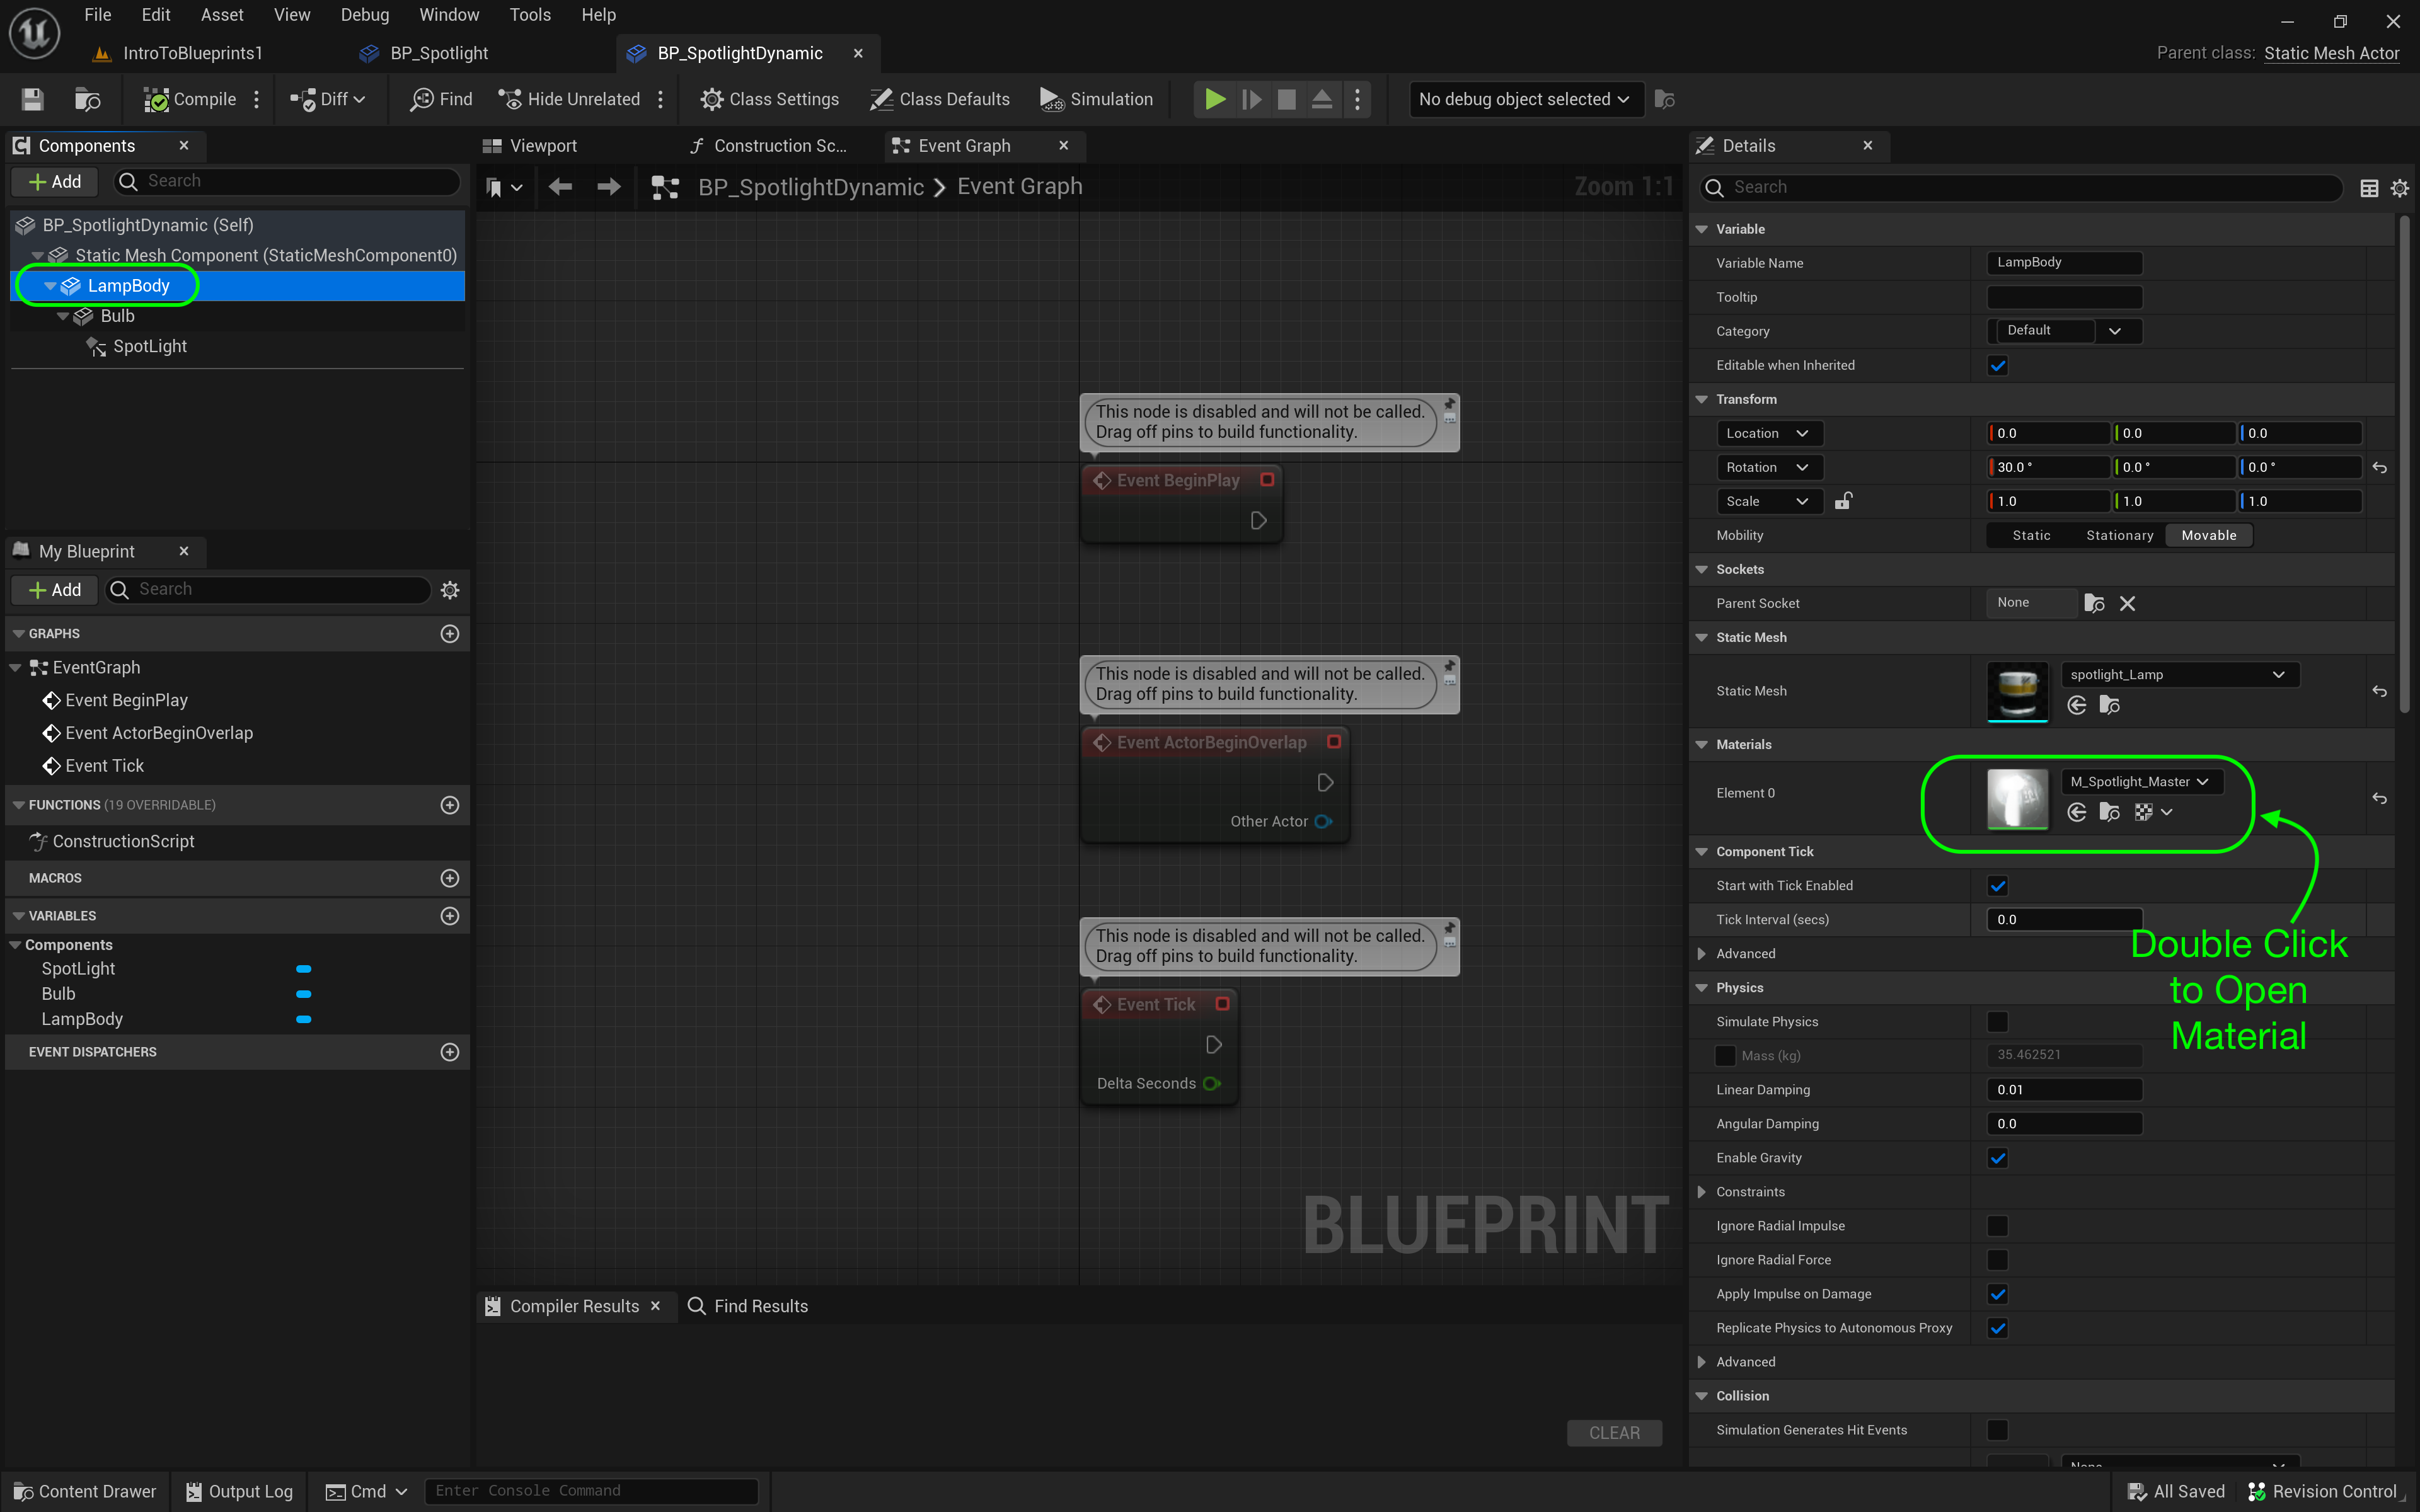 File Edit Asset View Debug Window Tools Help
IntroToBlueprints1 BP_Spotlight BP_SpotlightDynamic
Parent class: Static Mesh Actor
Compile Diff Find Hide Unrelated Class Settings Class Defaults Simulation No debug object selected
Components
Add Search
BP_SpotlightDynamic (Self)
Static Mesh Component (StaticMeshComponent0)
LampBody
Bulb
SpotLight
My Blueprint
Add Search
GRAPHS
EventGraph
Event BeginPlay
Event ActorBeginOverlap
Event Tick
FUNCTIONS (19 OVERRIDABLE)
ConstructionScript
MACROS
VARIABLES
Components
SpotLight
Bulb
LampBody
EVENT DISPATCHERS
Viewport Construction Sc... Event Graph
BP_SpotlightDynamic > Event Graph Zoom 1:1
This node is disabled and will not be called.
Drag off pins to build functionality.
Event BeginPlay
This node is disabled and will not be called.
Drag off pins to build functionality.
Event ActorBeginOverlap
Other Actor
This node is disabled and will not be called.
Drag off pins to build functionality.
Event Tick
Delta Seconds
BLUEPRINT
Compiler Results Find Results
CLEAR
Details
Search
Variable
Variable Name LampBody
Tooltip
Category Default
Editable when Inherited
Transform
Location 0.0 0.0 0.0
Rotation 30.0 ° 0.0 ° 0.0 °
Scale 1.0 1.0 1.0
Mobility Static Stationary Movable
Sockets
Parent Socket None
Static Mesh
Static Mesh spotlight_Lamp
Materials
Element 0 M_Spotlight_Master
Component Tick
Start with Tick Enabled
Tick Interval (secs) 0.0
Advanced
Double Click
to Open
Material
Physics
Simulate Physics
Mass (kg) 35.462521
Linear Damping 0.01
Angular Damping 0.0
Enable Gravity
Constraints
Ignore Radial Impulse
Ignore Radial Force
Apply Impulse on Damage
Replicate Physics to Autonomous Proxy
Advanced
Collision
Simulation Generates Hit Events
None
Content Drawer Output Log Cmd Enter Console Command All Saved Revision Control